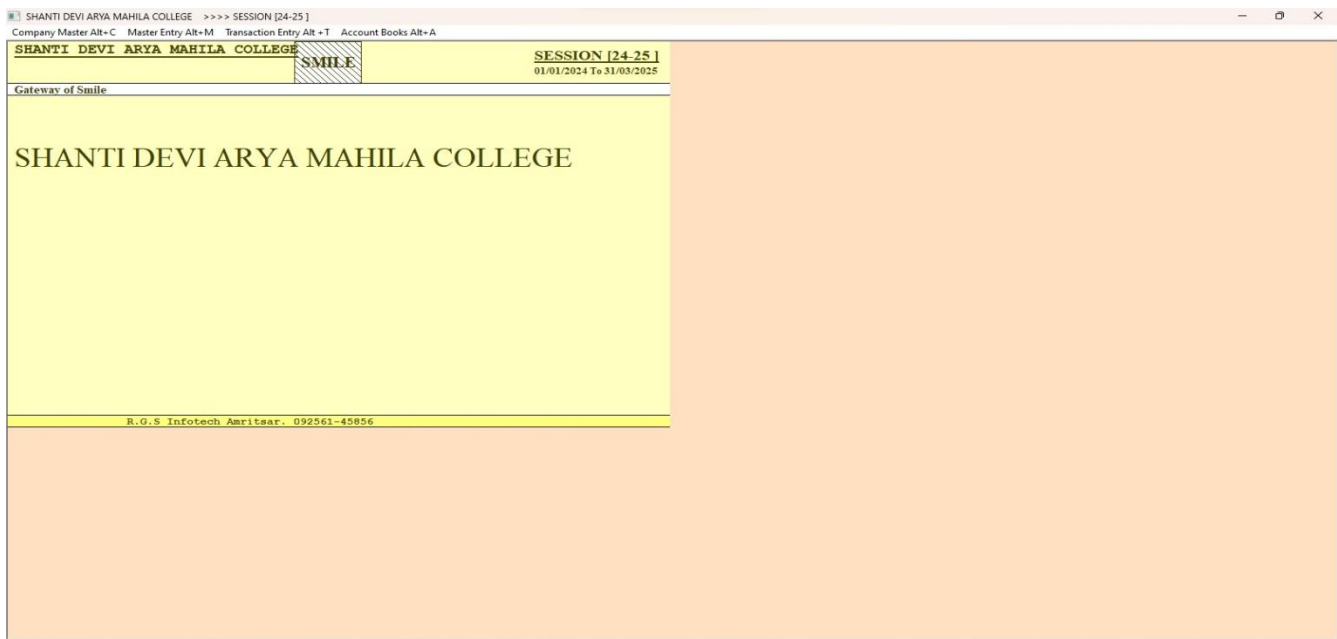 SHANTI DEVI ARYA MAHILA COLLEGE >>>> SESSION [24-25 ]
Company Master Alt+C Master Entry Alt+M Transaction Entry Alt +T Account Books Alt+A
SHANTI DEVI ARYA MAHILA COLLEGE
SMILE
SESSION [24-25 ]
01/01/2024 To 31/03/2025
Gateway of Smile
SHANTI DEVI ARYA MAHILA COLLEGE
R.G.S Infotech Amritsar. 092561-45856